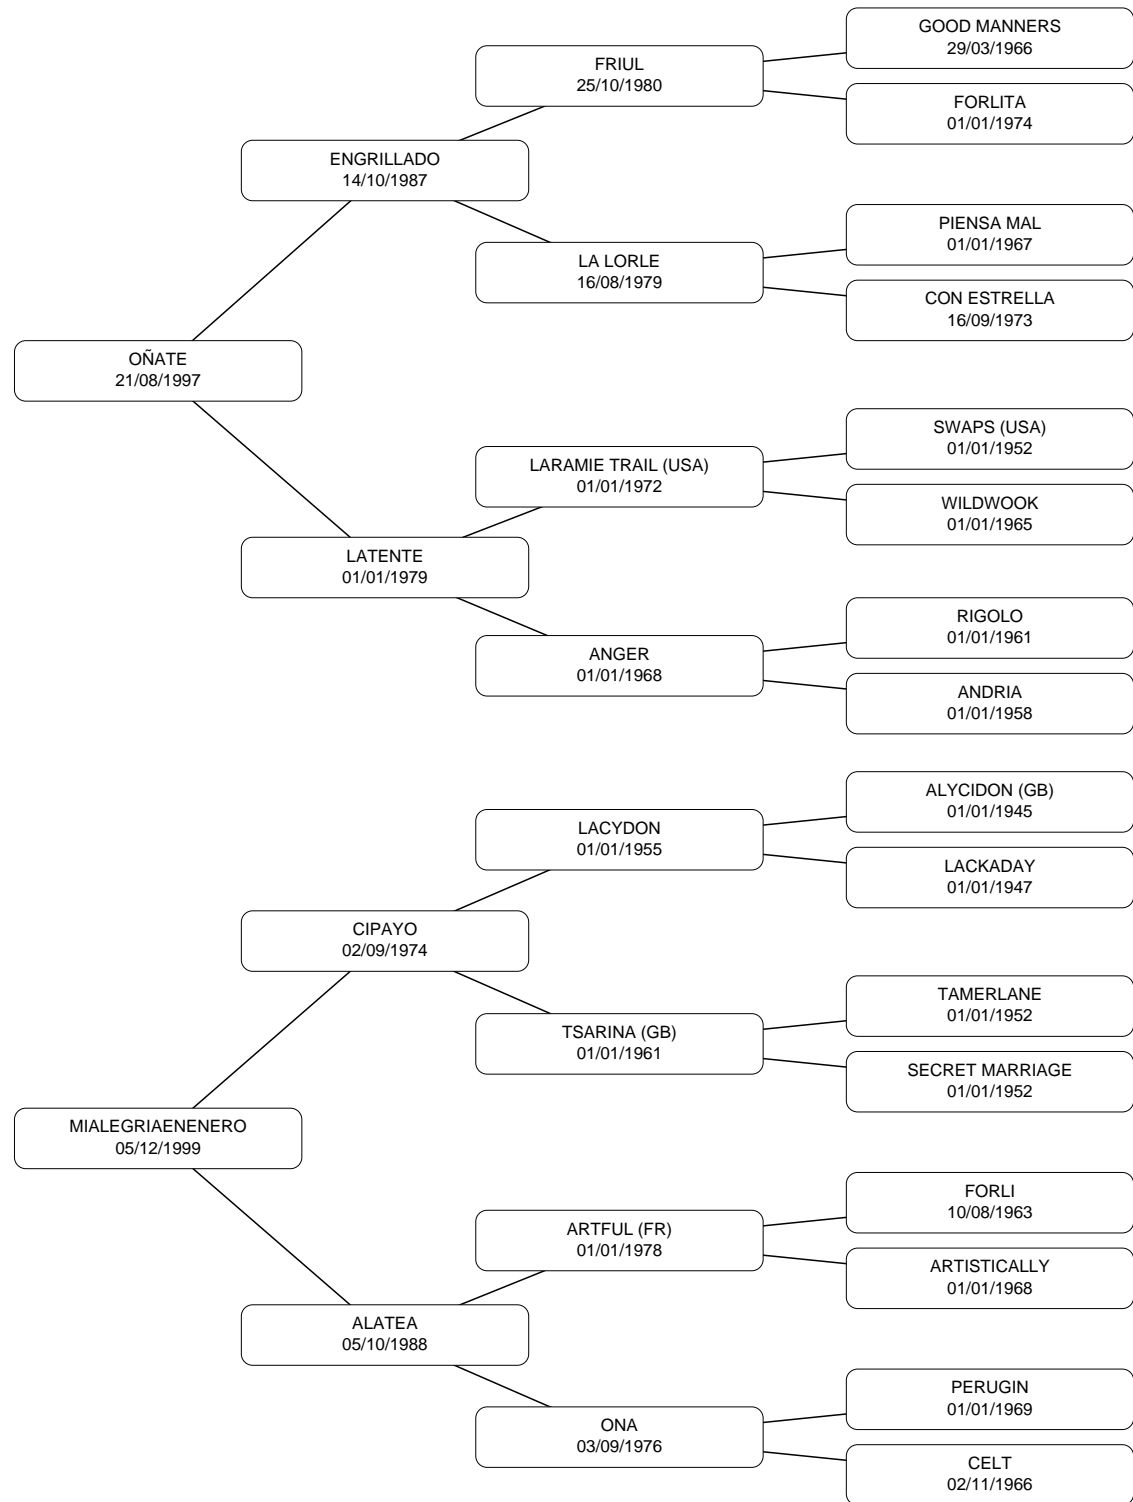 GOOD MANNERS
29/03/1966
FRIUL
25/10/1980
FORLITA
01/01/1974
ENGRILLADO
14/10/1987
PIENSA MAL
01/01/1967
LA LORLE
16/08/1979
CON ESTRELLA
16/09/1973
OÑATE
21/08/1997
SWAPS (USA)
01/01/1952
LARAMIE TRAIL (USA)
01/01/1972
WILDWOOK
01/01/1965
LATENTE
01/01/1979
RIGOLO
01/01/1961
ANGER
01/01/1968
ANDRIA
01/01/1958
ALYCIDON (GB)
01/01/1945
LACYDON
01/01/1955
LACKADAY
01/01/1947
CIPAYO
02/09/1974
TAMERLANE
01/01/1952
TSARINA (GB)
01/01/1961
SECRET MARRIAGE
01/01/1952
MIALEGRIAENENERO
05/12/1999
FORLI
10/08/1963
ARTFUL (FR)
01/01/1978
ARTISTICALLY
01/01/1968
ALATEA
05/10/1988
PERUGIN
01/01/1969
ONA
03/09/1976
CELT
02/11/1966